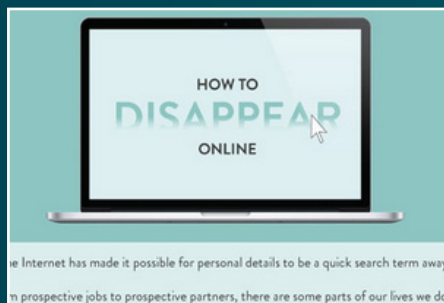 HOW TO
DISAPPEAR
ONLINE
e Internet has made it possible for personal details to be a quick search term away
m prospective jobs to prospective partners, there are some parts of our lives we do